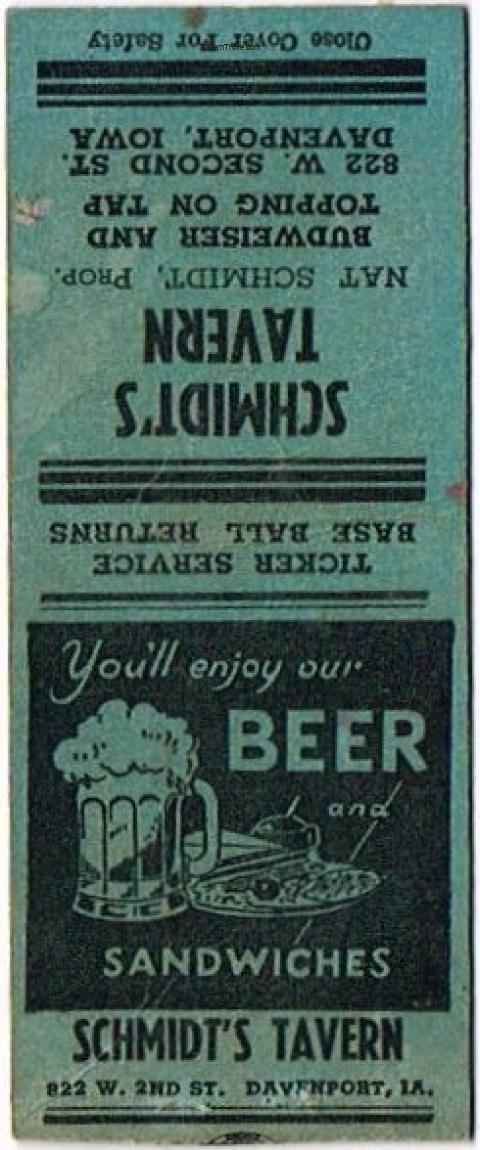 Close Cover For Safety
822 W. SECOND ST.
DAVENPORT, IOWA
BUDWEISER AND
TOPPING ON TAP
NAT SCHMIDT, PROP.
SCHMIDT'S
TAVERN
TICKER SERVICE
BASE BALL RETURNS
You'll enjoy our
BEER
and
SANDWICHES
SCHMIDT'S TAVERN
822 W. 2ND ST. DAVENPORT, IA.